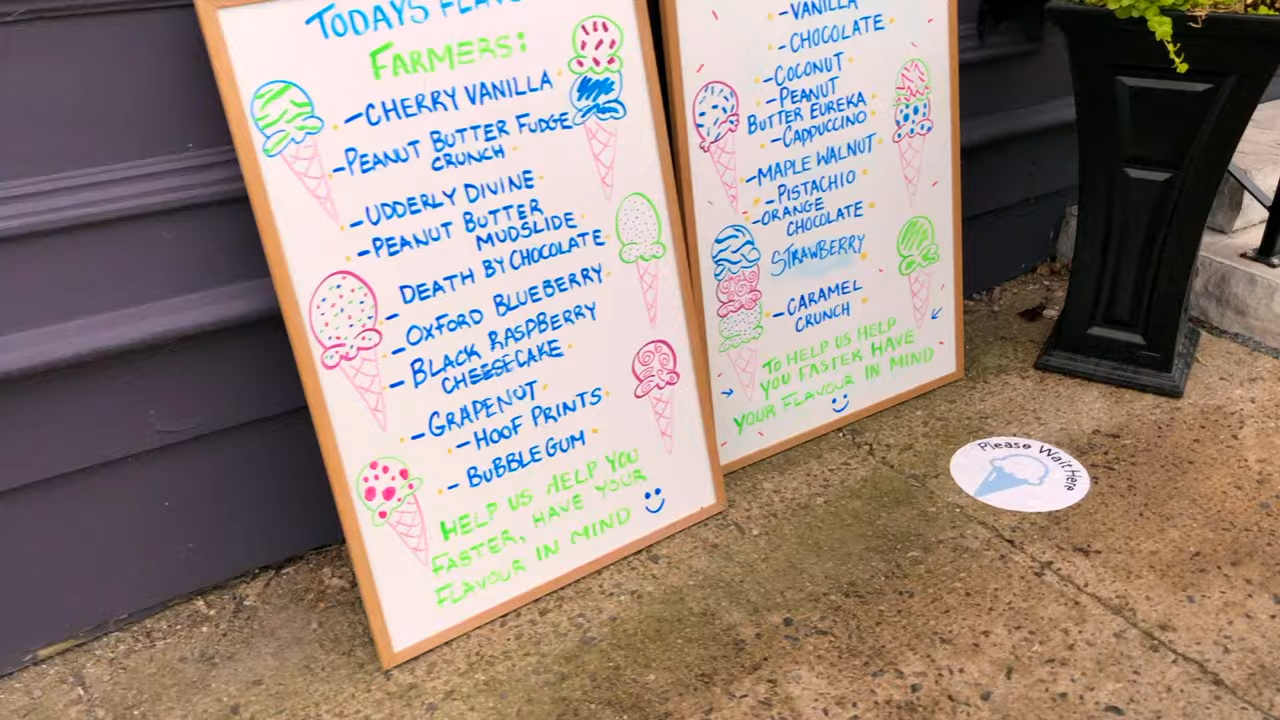 TODAYS FLAV
FARMERS:
-CHERRY VANILLA
-PEANUT BUTTER FUDGE
CRUNCH
-UDDERLY DIVINE
-PEANUT BUTTER
MUDSLIDE
- DEATH BY CHOCOLATE
- OXFORD BLUEBERRY
- BLACK RASPBERRY
CHEESECAKE
-GRAPENUT
-HOOF PRINTS
- BUBBLEGUM
HELP US HELP YOU
FASTER, HAVE YOUR
FLAVOUR IN MIND
-VANILLA
-CHOCOLATE
-COCONUT
-PEANUT
BUTTER EUREKA
-CAPPUCCINO
-MAPLE WALNUT
-PISTACHIO
-ORANGE
CHOCOLATE
STRAWBERRY
-CARAMEL
CRUNCH
TO HELP US HELP
YOU FASTER HAVE
YOUR FLAVOUR IN MIND
Please Wait Here